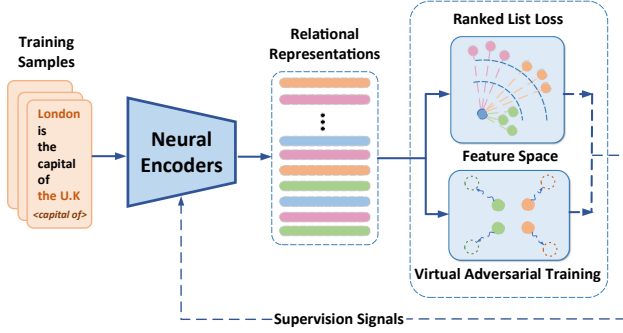 Training
Samples
London
is
the
capital
of
the U.K
<capital of>
Neural
Encoders
Relational
Representations
Ranked List Loss
Feature Space
Virtual Adversarial Training
Supervision Signals